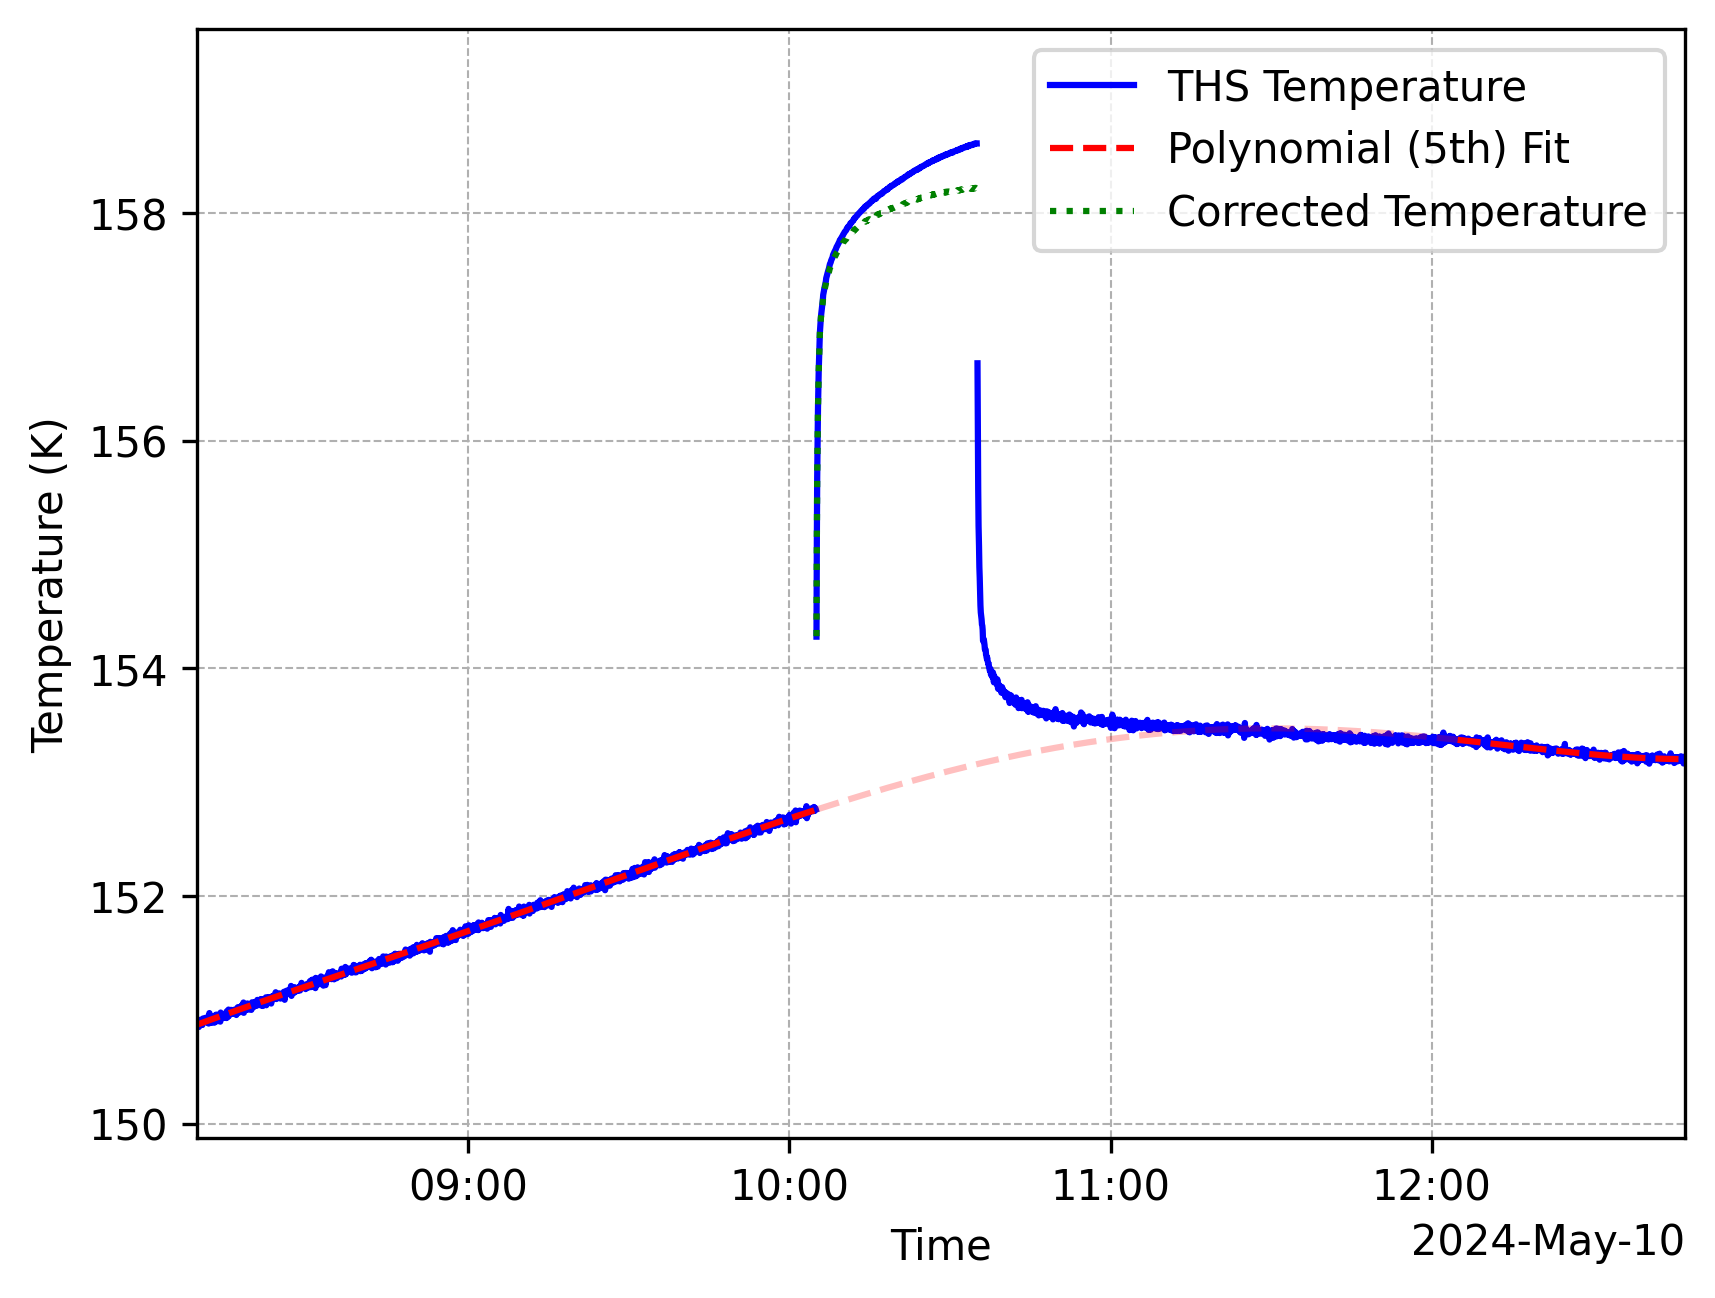 THS Temperature
Polynomial (5th) Fit
Corrected Temperature
158
156
154
152
150
Temperature (K)
09:00
10:00
11:00
12:00
Time
2024-May-10